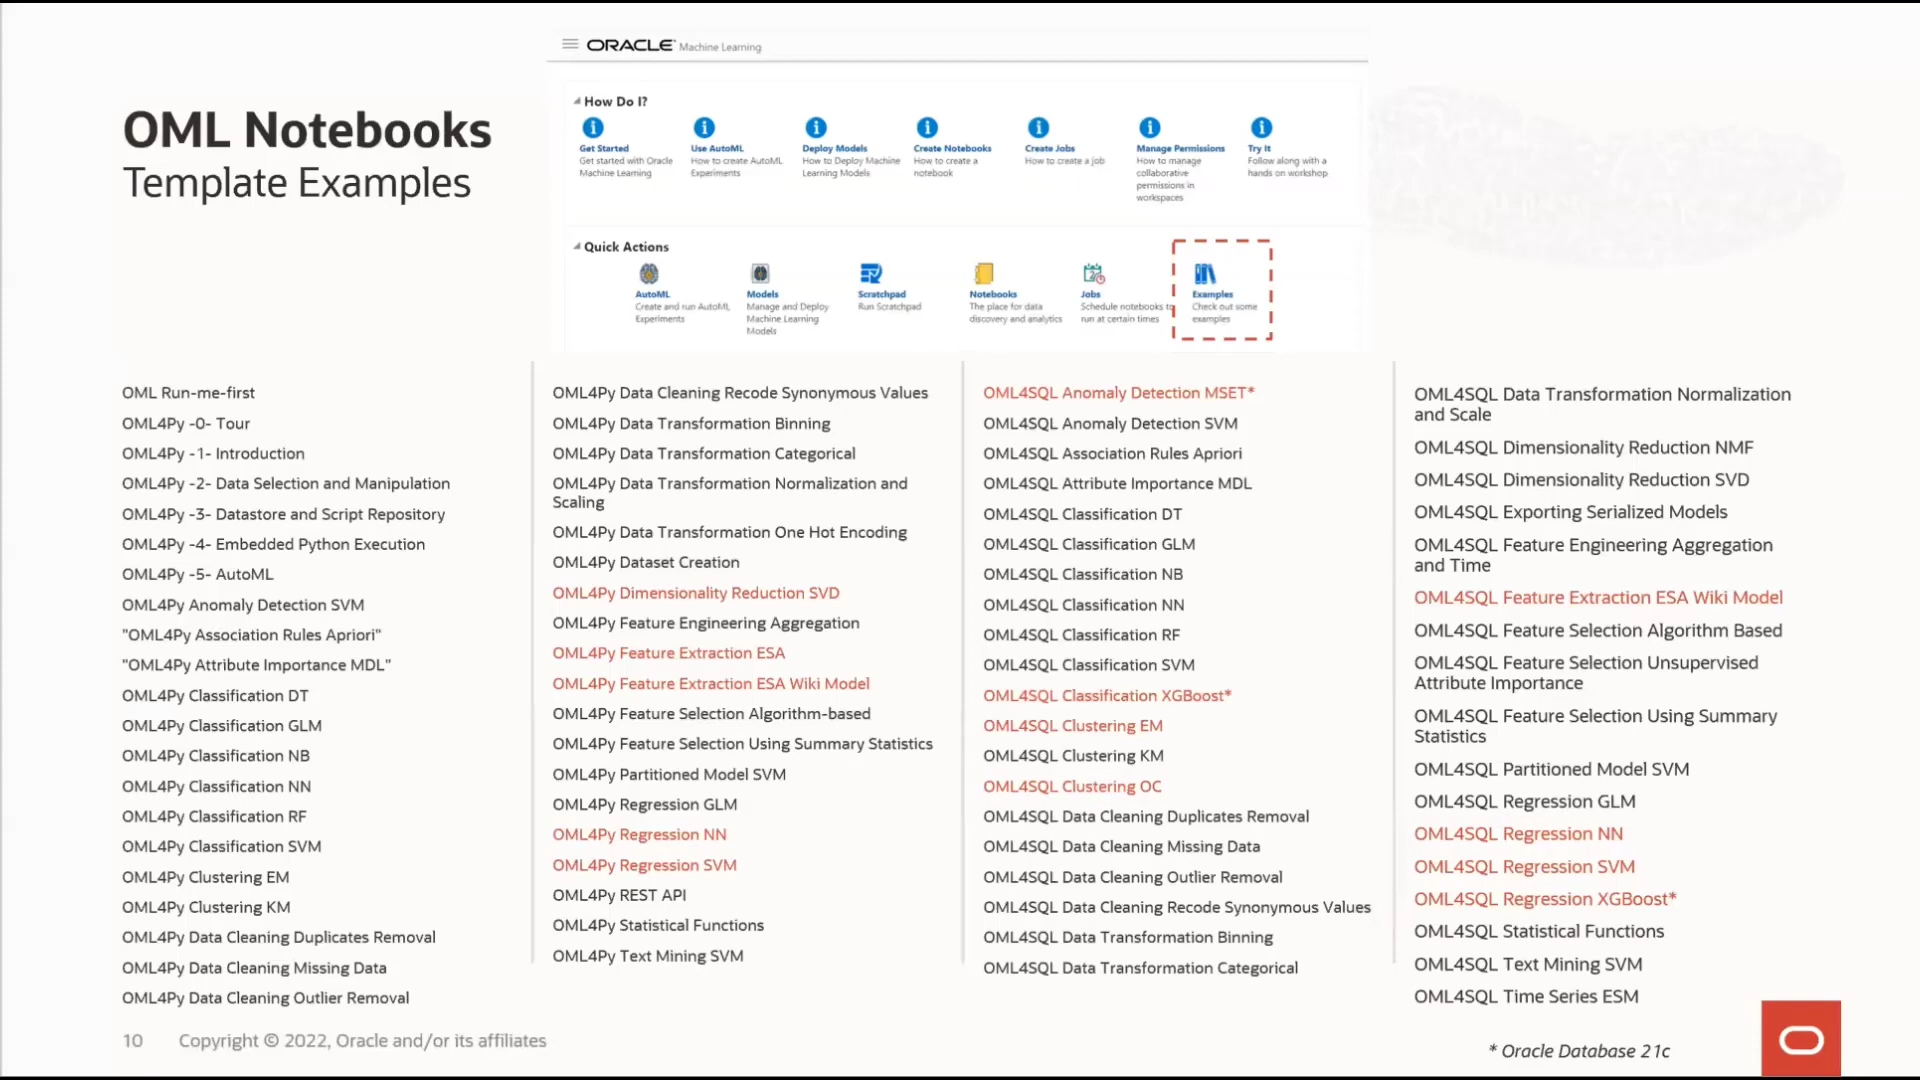 ORACLE Machine Learning
OML Notebooks
Template Examples
How Do I?
Get Started
Get started with Oracle
Machine Learning
Use AutoML
How to create AutoML
Experiments
Deploy Models
How to Deploy Machine
Learning Models
Create Notebooks
How to create a
notebook
Create Jobs
How to create a job
Manage Permissions
How to manage
collaborative
permissions in
workspaces
Try It
Follow along with a
hands on workshop
Quick Actions
AutoML
Create and run AutoML
Experiments
Models
Manage and Deploy
Machine Learning
Models
Scratchpad
Run Scratchpad
Notebooks
The place for data
discovery and analytics
Jobs
Schedule notebooks to
run at certain times
Examples
Check out some
examples
OML Run-me-first
OML4Py -0- Tour
OML4Py -1- Introduction
OML4Py -2- Data Selection and Manipulation
OML4Py -3- Datastore and Script Repository
OML4Py -4- Embedded Python Execution
OML4Py -5- AutoML
OML4Py Anomaly Detection SVM
"OML4Py Association Rules Apriori"
"OML4Py Attribute Importance MDL"
OML4Py Classification DT
OML4Py Classification GLM
OML4Py Classification NB
OML4Py Classification NN
OML4Py Classification RF
OML4Py Classification SVM
OML4Py Clustering EM
OML4Py Clustering KM
OML4Py Data Cleaning Duplicates Removal
OML4Py Data Cleaning Missing Data
OML4Py Data Cleaning Outlier Removal
OML4Py Data Cleaning Recode Synonymous Values
OML4Py Data Transformation Binning
OML4Py Data Transformation Categorical
OML4Py Data Transformation Normalization and
Scaling
OML4Py Data Transformation One Hot Encoding
OML4Py Dataset Creation
OML4Py Dimensionality Reduction SVD
OML4Py Feature Engineering Aggregation
OML4Py Feature Extraction ESA
OML4Py Feature Extraction ESA Wiki Model
OML4Py Feature Selection Algorithm-based
OML4Py Feature Selection Using Summary Statistics
OML4Py Partitioned Model SVM
OML4Py Regression GLM
OML4Py Regression NN
OML4Py Regression SVM
OML4Py REST API
OML4Py Statistical Functions
OML4Py Text Mining SVM
OML4SQL Anomaly Detection MSET*
OML4SQL Anomaly Detection SVM
OML4SQL Association Rules Apriori
OML4SQL Attribute Importance MDL
OML4SQL Classification DT
OML4SQL Classification GLM
OML4SQL Classification NB
OML4SQL Classification NN
OML4SQL Classification RF
OML4SQL Classification SVM
OML4SQL Classification XGBoost*
OML4SQL Clustering EM
OML4SQL Clustering KM
OML4SQL Clustering OC
OML4SQL Data Cleaning Duplicates Removal
OML4SQL Data Cleaning Missing Data
OML4SQL Data Cleaning Outlier Removal
OML4SQL Data Cleaning Recode Synonymous Values
OML4SQL Data Transformation Binning
OML4SQL Data Transformation Categorical
OML4SQL Data Transformation Normalization
and Scale
OML4SQL Dimensionality Reduction NMF
OML4SQL Dimensionality Reduction SVD
OML4SQL Exporting Serialized Models
OML4SQL Feature Engineering Aggregation
and Time
OML4SQL Feature Extraction ESA Wiki Model
OML4SQL Feature Selection Algorithm Based
OML4SQL Feature Selection Unsupervised
Attribute Importance
OML4SQL Feature Selection Using Summary
Statistics
OML4SQL Partitioned Model SVM
OML4SQL Regression GLM
OML4SQL Regression NN
OML4SQL Regression SVM
OML4SQL Regression XGBoost*
OML4SQL Statistical Functions
OML4SQL Text Mining SVM
OML4SQL Time Series ESM
10 Copyright © 2022, Oracle and/or its affiliates
* Oracle Database 21c